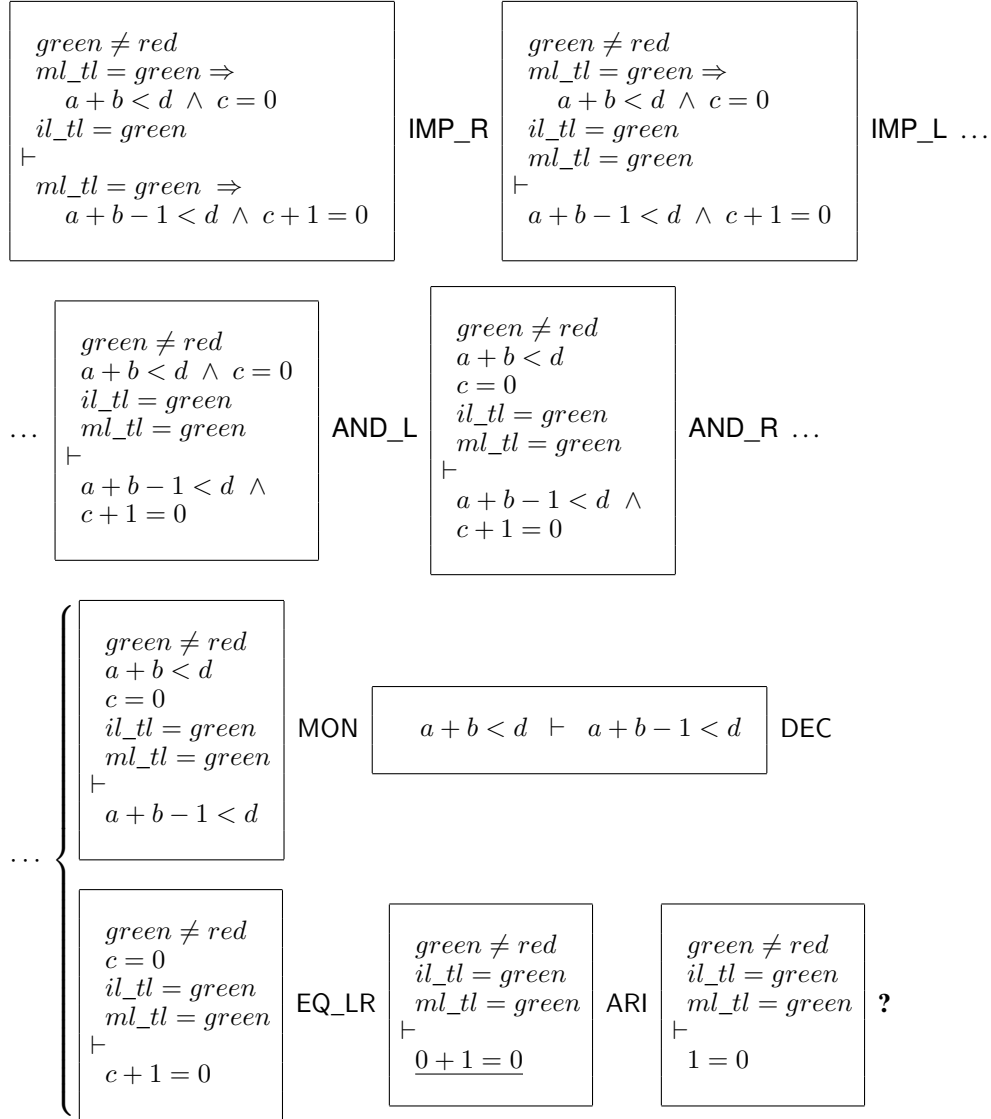 green ≠ red
ml_tl = green ⇒
a + b < d ∧ c = 0
il_tl = green
⊢
ml_tl = green ⇒
a + b − 1 < d ∧ c + 1 = 0
IMP_R
green ≠ red
ml_tl = green ⇒
a + b < d ∧ c = 0
il_tl = green
ml_tl = green
⊢
a + b − 1 < d ∧ c + 1 = 0
IMP_L ...
...
green ≠ red
a + b < d ∧ c = 0
il_tl = green
ml_tl = green
⊢
a + b − 1 < d ∧
c + 1 = 0
AND_L
green ≠ red
a + b < d
c = 0
il_tl = green
ml_tl = green
⊢
a + b − 1 < d ∧
c + 1 = 0
AND_R ...
...
green ≠ red
a + b < d
c = 0
il_tl = green
ml_tl = green
⊢
a + b − 1 < d
MON
a + b < d ⊢ a + b − 1 < d
DEC
green ≠ red
c = 0
il_tl = green
ml_tl = green
⊢
c + 1 = 0
EQ_LR
green ≠ red
il_tl = green
ml_tl = green
⊢
0 + 1 = 0
ARI
green ≠ red
il_tl = green
ml_tl = green
⊢
1 = 0
?